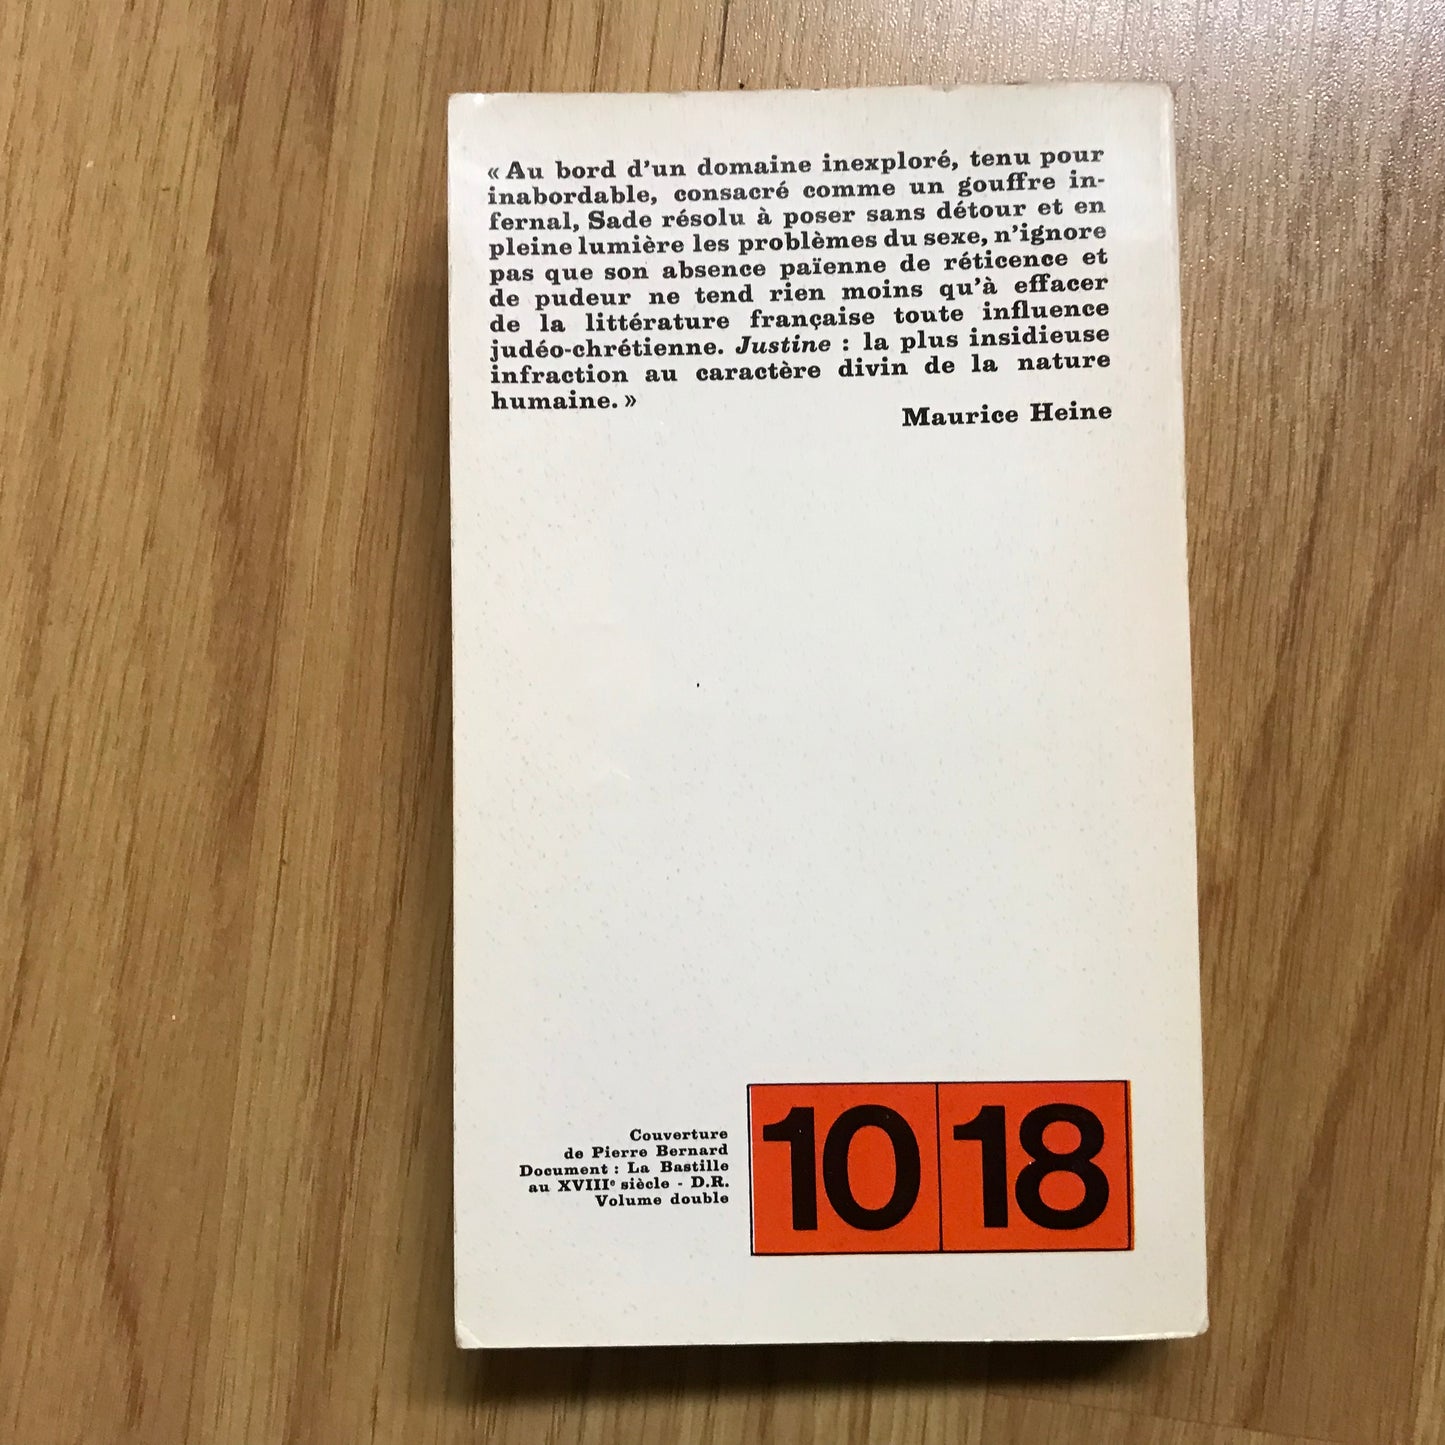 « Au bord d'un domaine inexploré, tenu pour
inabordable, consacré comme un gouffre in-
fernal, Sade résolu à poser sans détour et en
pleine lumière les problèmes du sexe, n'ignore
pas que son absence païenne de réticence et
de pudeur ne tend rien moins qu'à effacer
de la littérature française toute influence
judéo-chrétienne. Justine : la plus insidieuse
infraction au caractère divin de la nature
humaine. »
Maurice Heine
Couverture
de Pierre Bernard
Document : La Bastille
au XVIIIe siècle - D.R.
Volume double
10 18